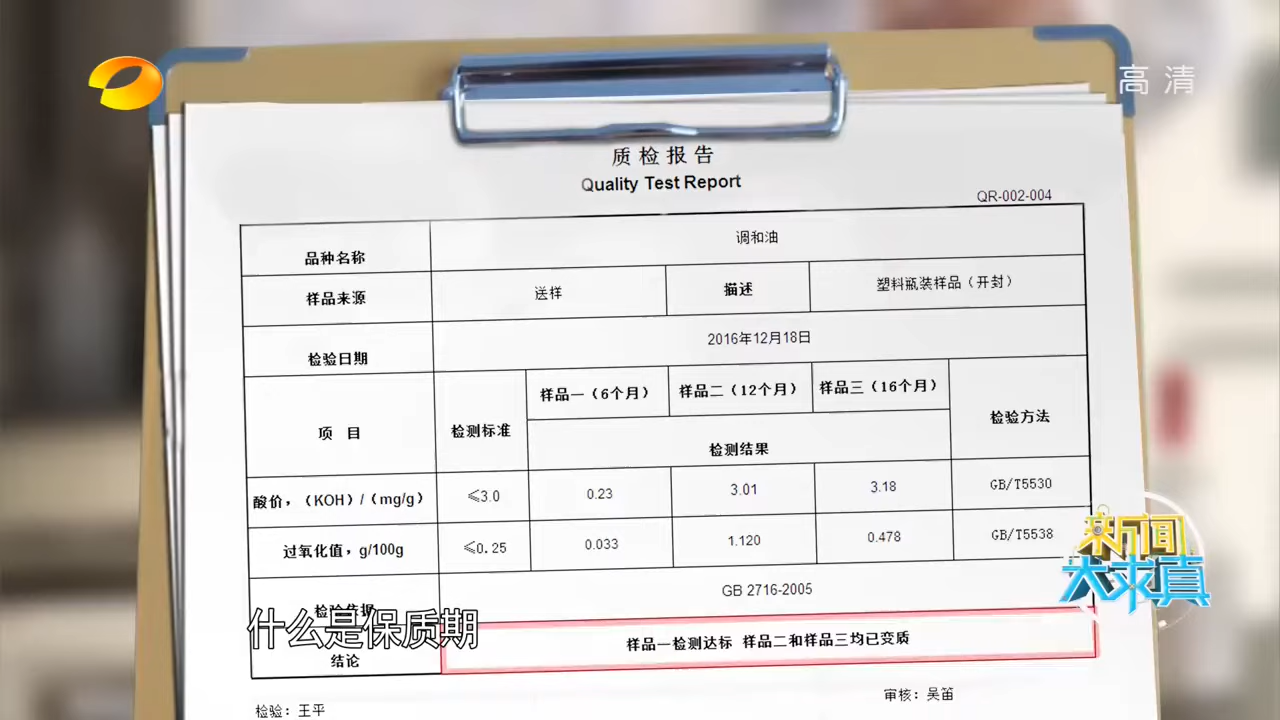 高清
质检报告
Quality Test Report
QR-002-004
品种名称 调和油
样品来源 送样 描述 塑料瓶装样品（开封）
检验日期 2016年12月18日
项 目 检测标准 样品一（6个月） 样品二（12个月） 样品三（16个月） 检验方法
检测结果
酸价，（KOH）/（mg/g） ≤3.0 0.23 3.01 3.18 GB/T5530
过氧化值，g/100g ≤0.25 0.033 1.120 0.478 GB/T5538
检验依据 GB 2716-2005
结论 样品一检测达标 样品二和样品三均已变质
检验：王平 审核：吴笛
什么是保质期
新闻
大求真